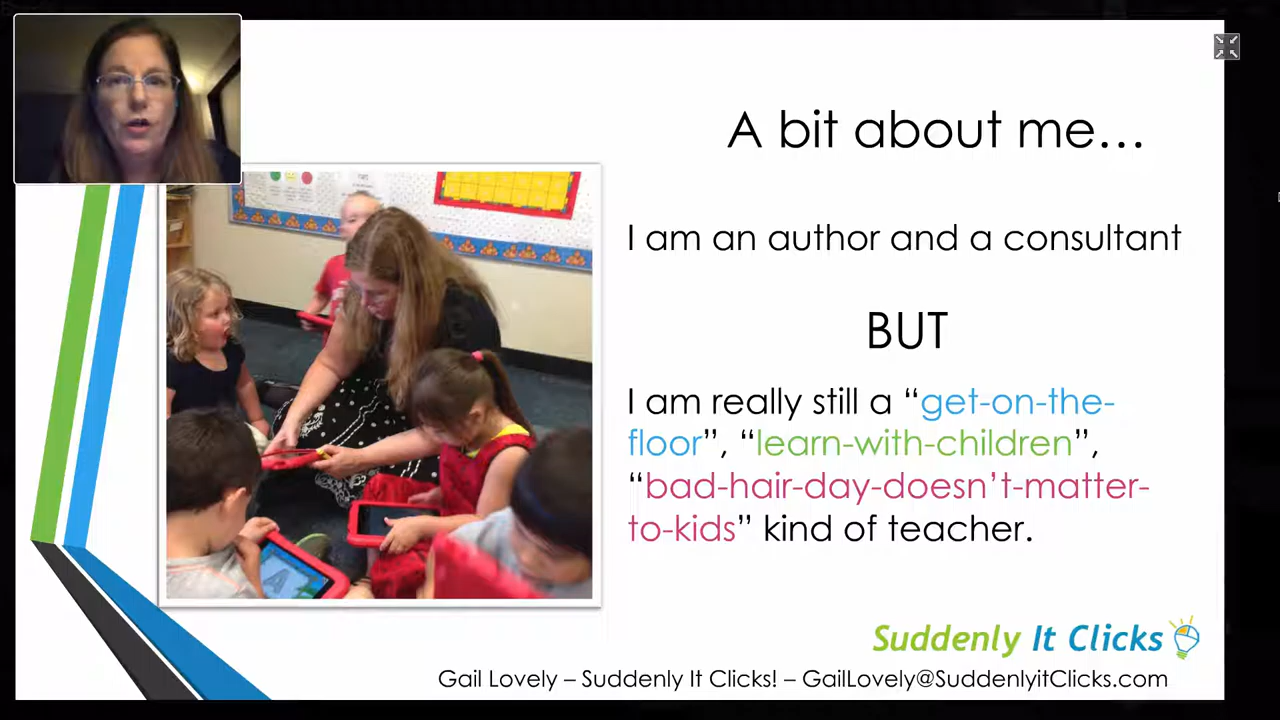 A bit about me…
I am an author and a consultant
BUT
I am really still a “get-on-the-
floor”, “learn-with-children”,
“bad-hair-day-doesn’t-matter-
to-kids” kind of teacher.
Suddenly It Clicks
Gail Lovely – Suddenly It Clicks! – GailLovely@SuddenlyitClicks.com